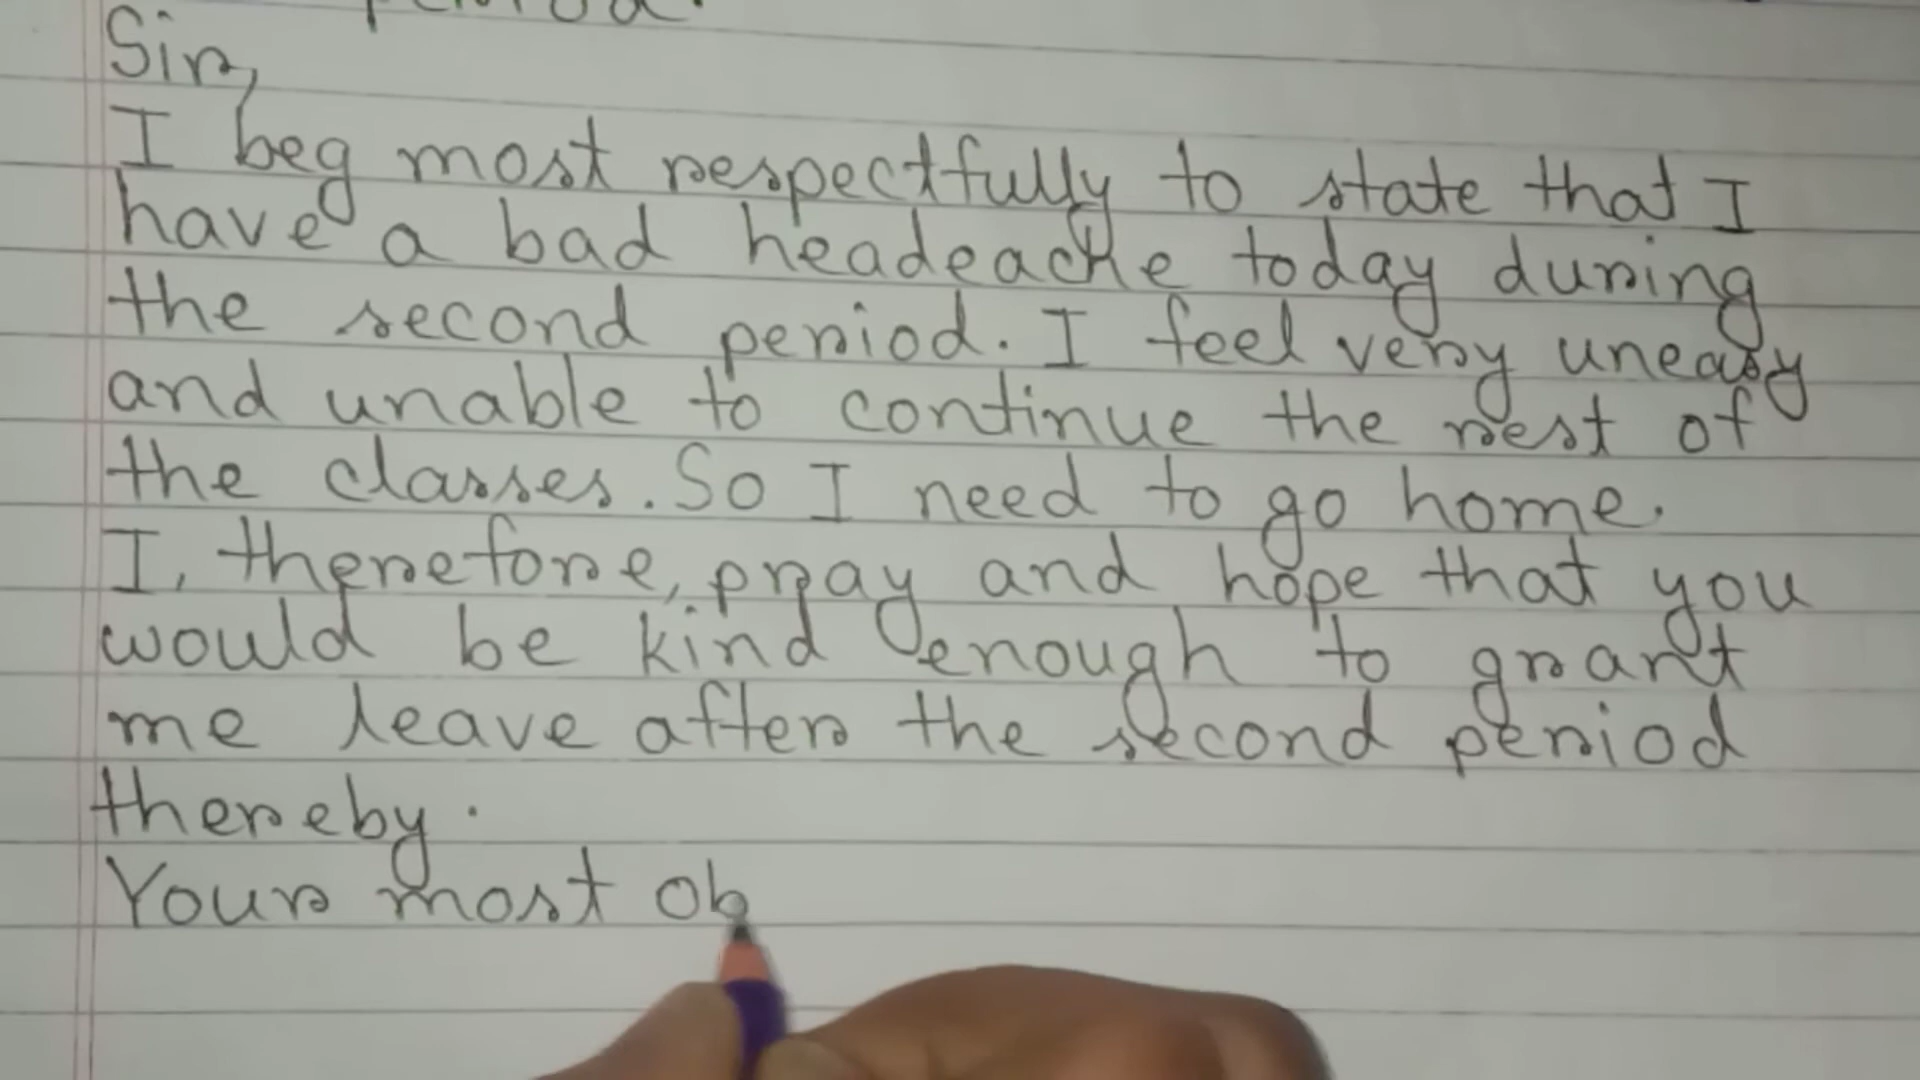 period.
Sir,
I beg most respectfully to state that I
have a bad headeache today during
the second period. I feel very uneasy
and unable to continue the rest of
the classes. So I need to go home.
I, therefore, pray and hope that you
would be kind enough to grant
me leave after the second period
thereby.
Your most ob